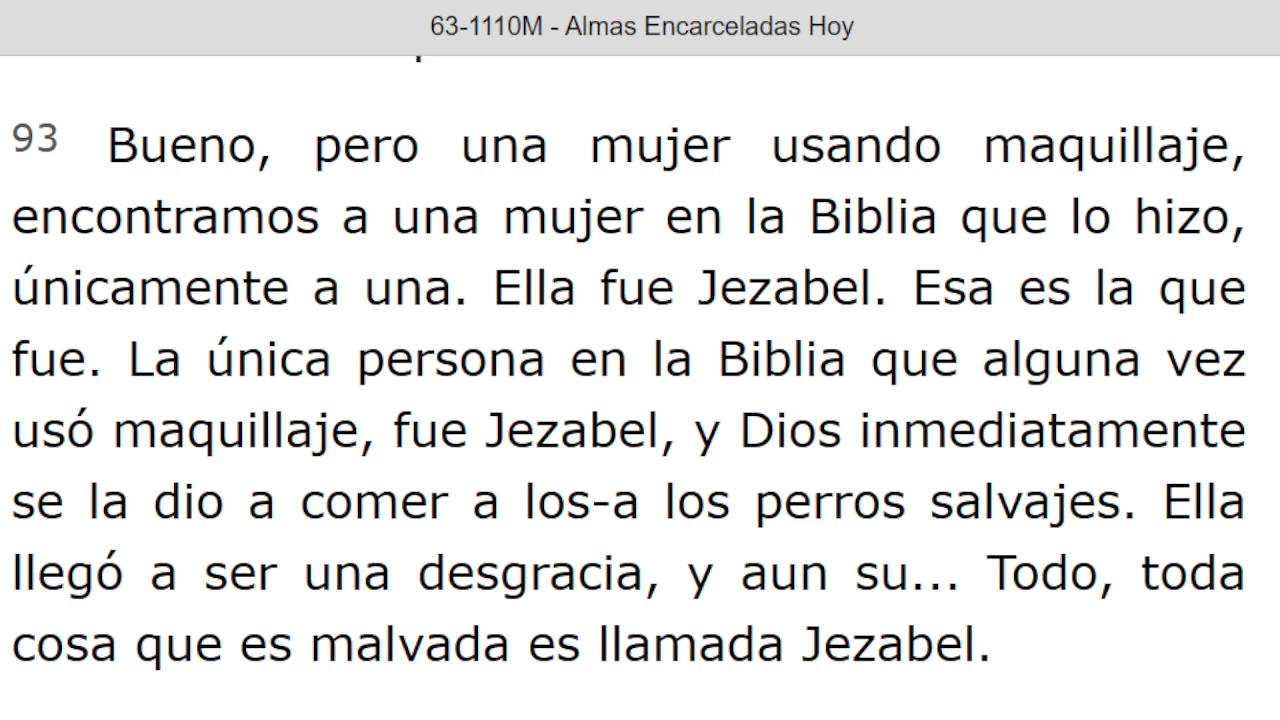 63-1110M - Almas Encarceladas Hoy
93 Bueno, pero una mujer usando maquillaje,
encontramos a una mujer en la Biblia que lo hizo,
únicamente a una. Ella fue Jezabel. Esa es la que
fue. La única persona en la Biblia que alguna vez
usó maquillaje, fue Jezabel, y Dios inmediatamente
se la dio a comer a los-a los perros salvajes. Ella
llegó a ser una desgracia, y aun su... Todo, toda
cosa que es malvada es llamada Jezabel.